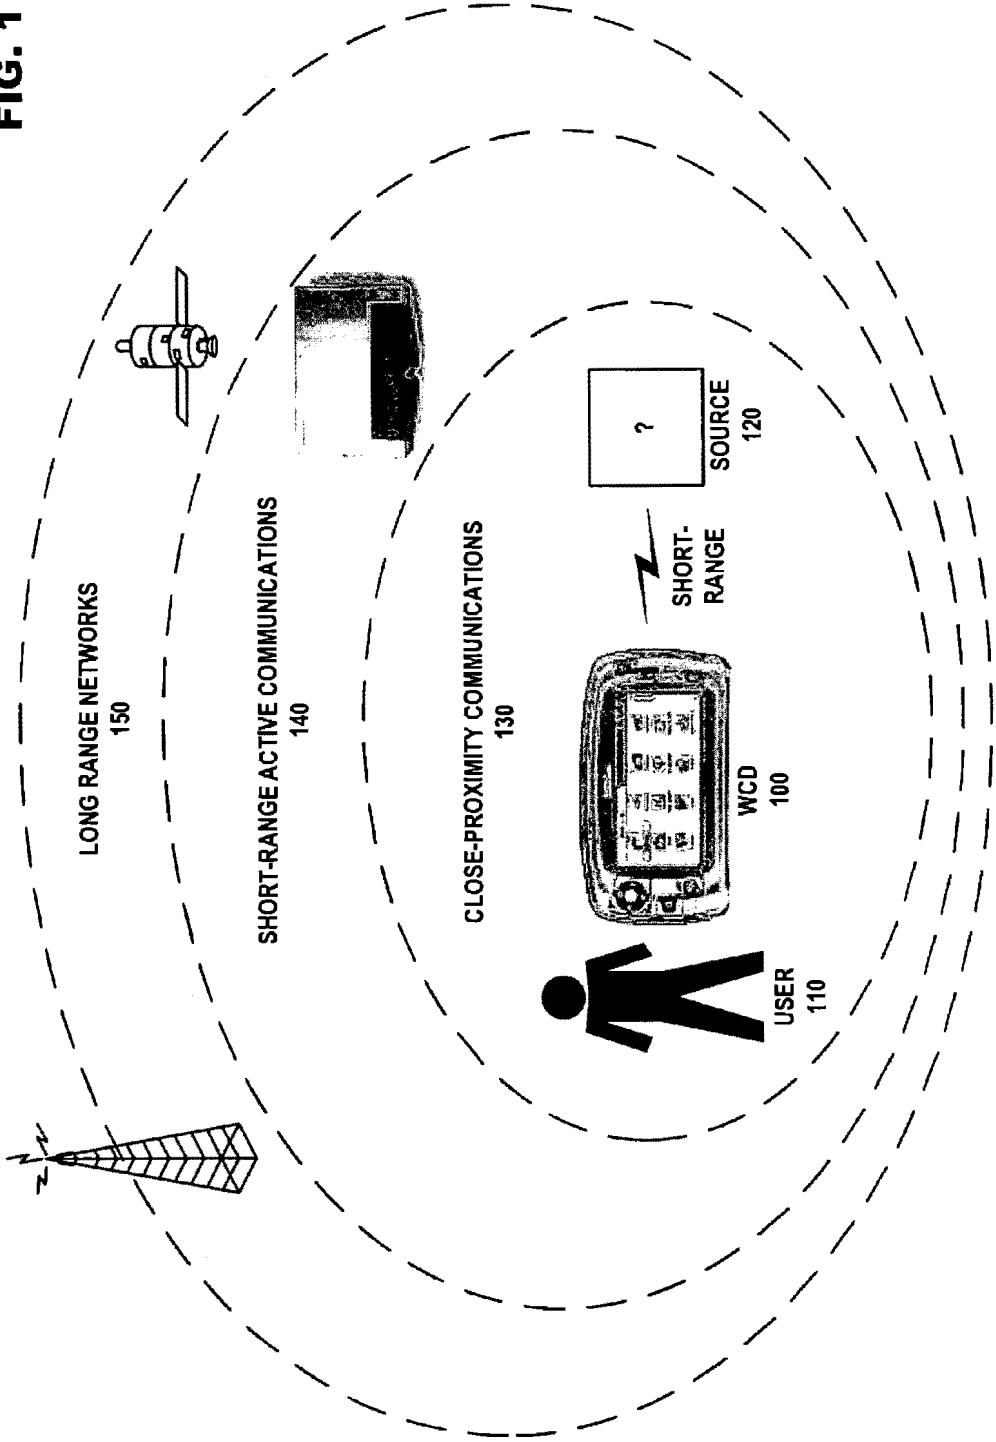 FIG. 1
LONG RANGE NETWORKS
150
SHORT-RANGE ACTIVE COMMUNICATIONS
140
CLOSE-PROXIMITY COMMUNICATIONS
130
USER
110
WCD
100
SHORT-
RANGE
?
SOURCE
120